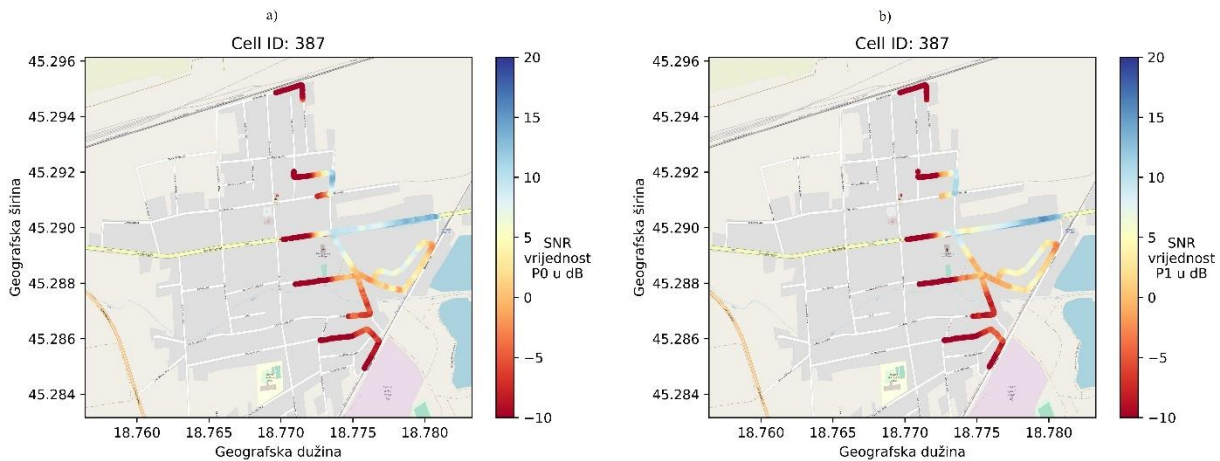 a)
Cell ID: 387
45.296
45.294
45.292
45.290
45.288
45.286
45.284
Geografska širina
18.760 18.765 18.770 18.775 18.780
Geografska dužina
20
15
10
5
0
−5
−10
SNR
vrijednost
P0 u dB
b)
Cell ID: 387
45.296
45.294
45.292
45.290
45.288
45.286
45.284
Geografska širina
18.760 18.765 18.770 18.775 18.780
Geografska dužina
20
15
10
5
0
−5
−10
SNR
vrijednost
P1 u dB